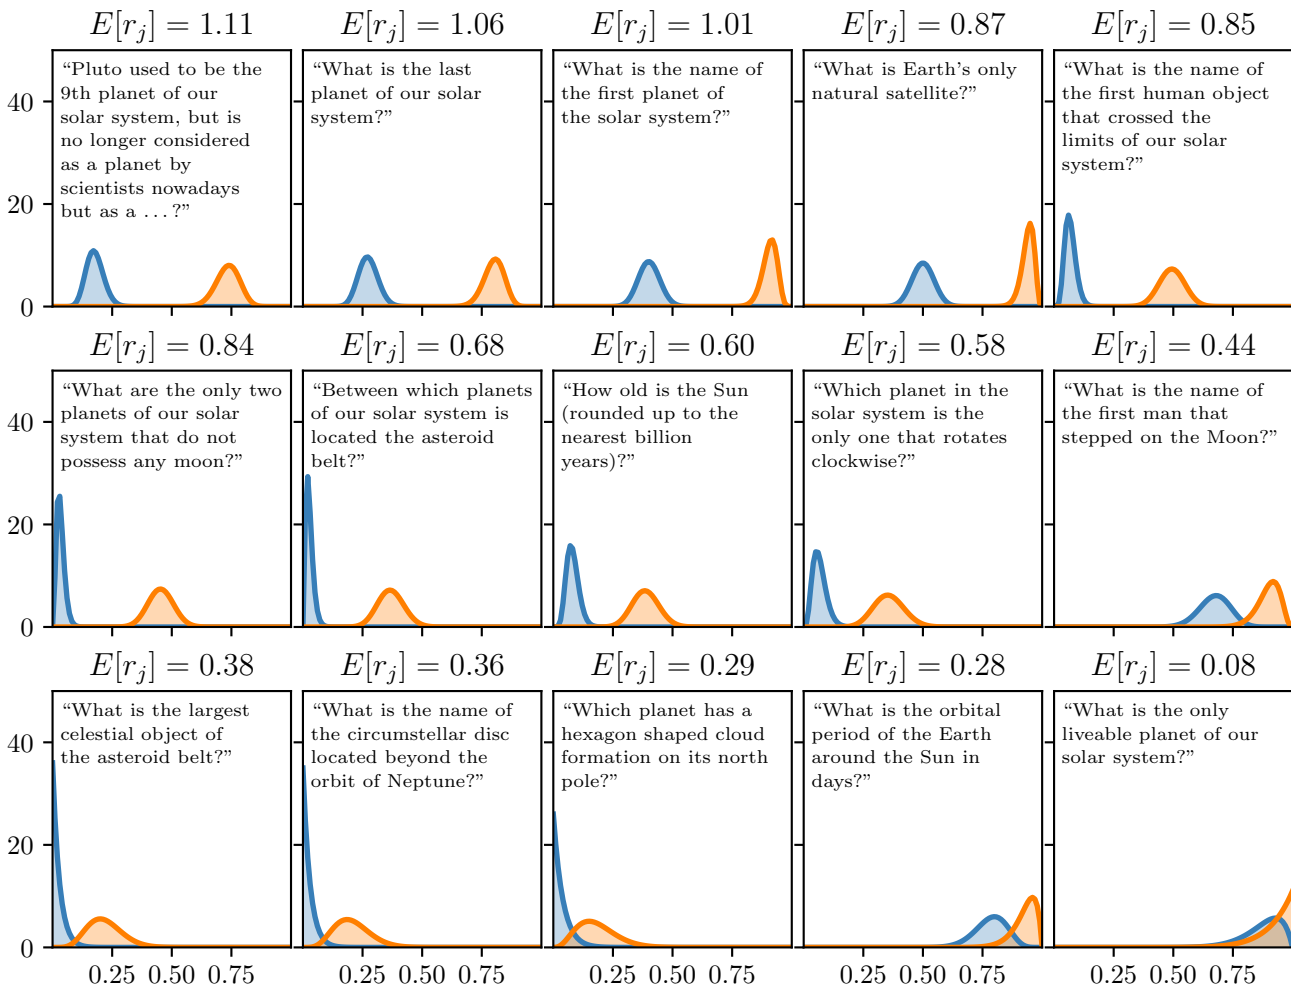 E[r_j] = 1.11
E[r_j] = 1.06
E[r_j] = 1.01
E[r_j] = 0.87
E[r_j] = 0.85
“Pluto used to be the
9th planet of our
solar system, but is
no longer considered
as a planet by
scientists nowadays
but as a ...?”
“What is the last
planet of our solar
system?”
“What is the name of
the first planet of
the solar system?”
“What is Earth's only
natural satellite?”
“What is the name of
the first human object
that crossed the
limits of our solar
system?”
40
20
0
E[r_j] = 0.84
E[r_j] = 0.68
E[r_j] = 0.60
E[r_j] = 0.58
E[r_j] = 0.44
“What are the only two
planets of our solar
system that do not
possess any moon?”
“Between which planets
of our solar system is
located the asteroid
belt?”
“How old is the Sun
(rounded up to the
nearest billion
years)?”
“Which planet in the
solar system is the
only one that rotates
clockwise?”
“What is the name of
the first man that
stepped on the Moon?”
40
20
0
E[r_j] = 0.38
E[r_j] = 0.36
E[r_j] = 0.29
E[r_j] = 0.28
E[r_j] = 0.08
“What is the largest
celestial object of
the asteroid belt?”
“What is the name of
the circumstellar disc
located beyond the
orbit of Neptune?”
“Which planet has a
hexagon shaped cloud
formation on its north
pole?”
“What is the orbital
period of the Earth
around the Sun in
days?”
“What is the only
liveable planet of our
solar system?”
40
20
0
0.25 0.50 0.75
0.25 0.50 0.75
0.25 0.50 0.75
0.25 0.50 0.75
0.25 0.50 0.75